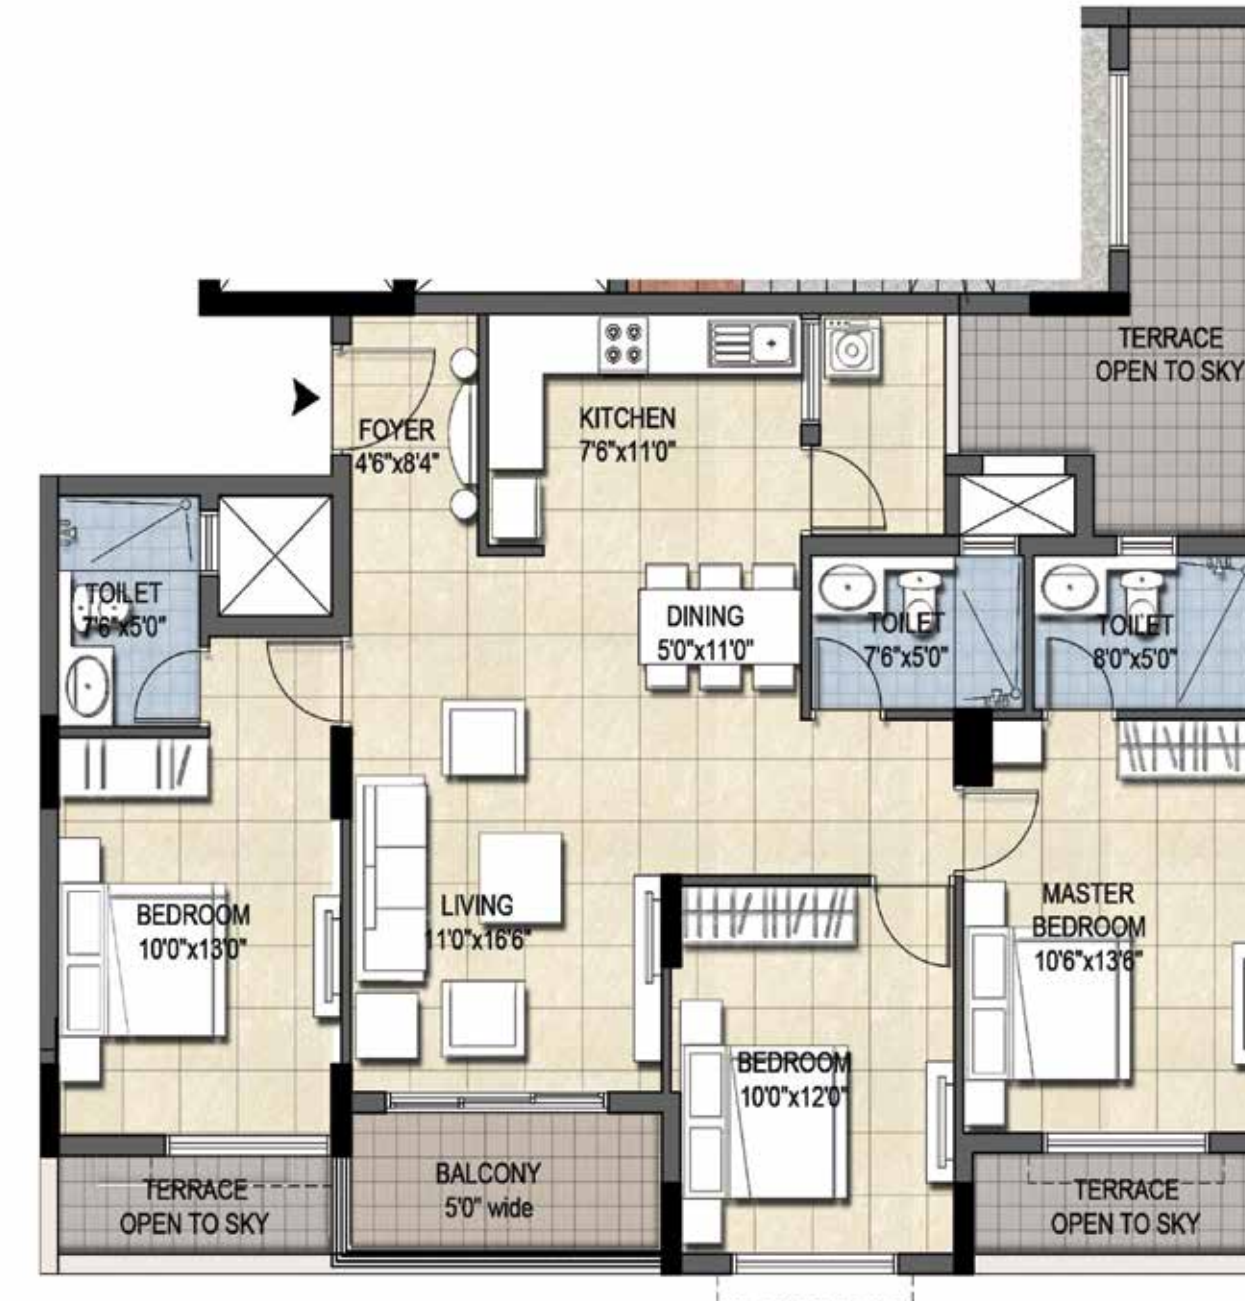 TERRACE
OPEN TO SKY
KITCHEN
7'6"x11'0"
FOYER
4'6"x8'4"
TOILET
7'6"x5'0"
DINING
5'0"x11'0"
TOILET
7'6"x5'0"
TOILET
8'0"x5'0"
BEDROOM
10'0"x13'0"
LIVING
11'0"x16'6"
MASTER
BEDROOM
10'6"x13'6"
BEDROOM
10'0"x12'0"
TERRACE
OPEN TO SKY
BALCONY
5'0" wide
TERRACE
OPEN TO SKY